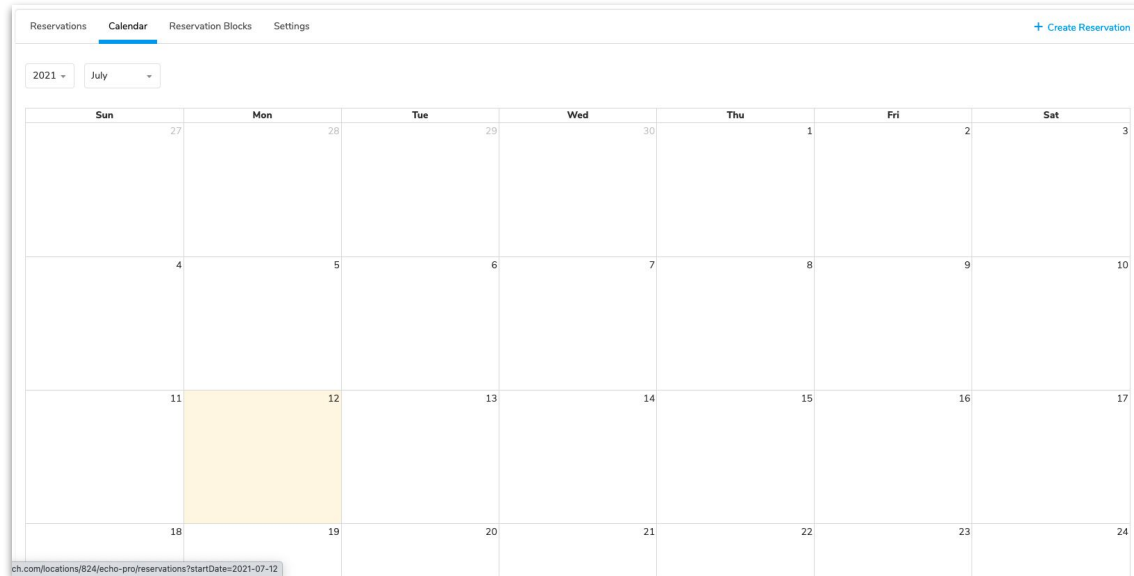 Reservations Calendar Reservation Blocks Settings + Create Reservation
2021 July
Sun Mon Tue Wed Thu Fri Sat
27 28 29 30 1 2 3
4 5 6 7 8 9 10
11 12 13 14 15 16 17
18 19 20 21 22 23 24
ch.com/locations/824/echo-pro/reservations?startDate=2021-07-12